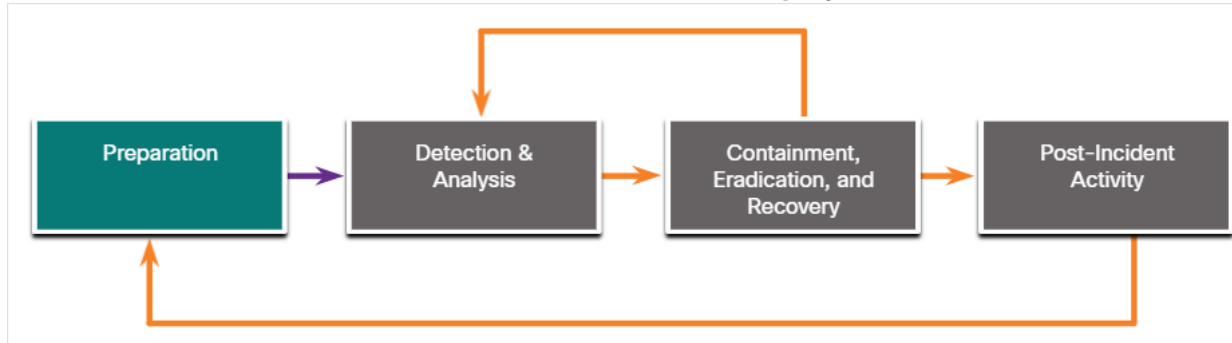 Preparation
Detection &
Analysis
Containment,
Eradication, and
Recovery
Post-Incident
Activity